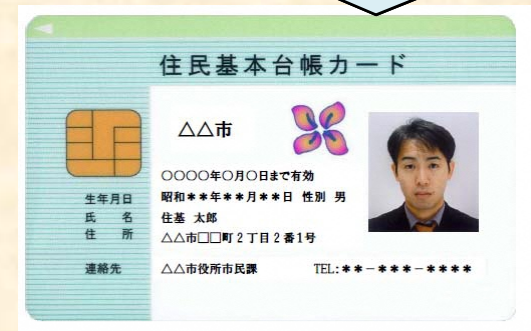 住民基本台帳カード
△△市
○○○○年○月○日まで有効
生年月日 昭和**年**月**日 性別 男
氏 名 住基 太郎
住 所 △△市□□町2丁目2番1号
連絡先 △△市役所市民課 TEL:**-***-****